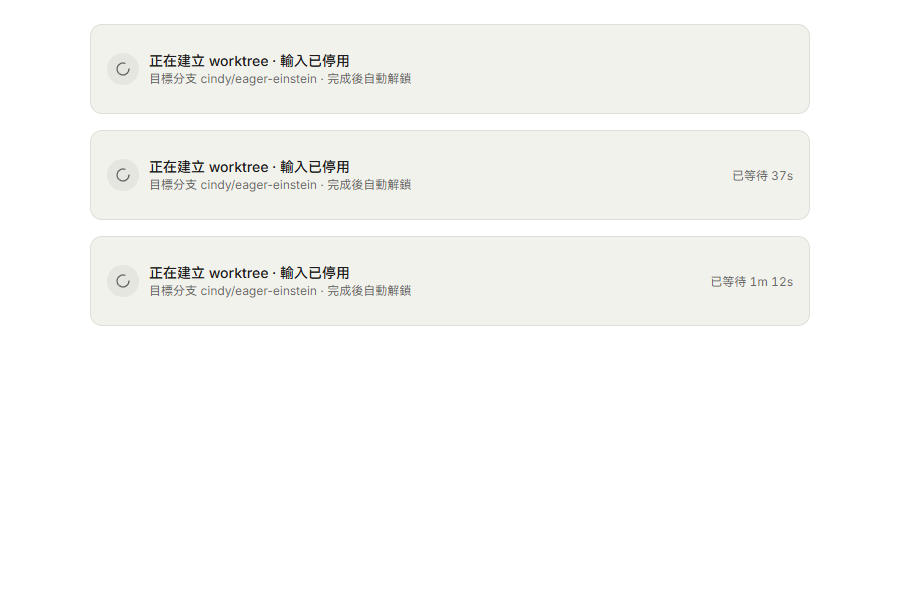 正在建立 worktree · 輸入已停用
目標分支 cindy/eager-einstein · 完成後自動解鎖
正在建立 worktree · 輸入已停用
目標分支 cindy/eager-einstein · 完成後自動解鎖
已等待 37s
正在建立 worktree · 輸入已停用
目標分支 cindy/eager-einstein · 完成後自動解鎖
已等待 1m 12s